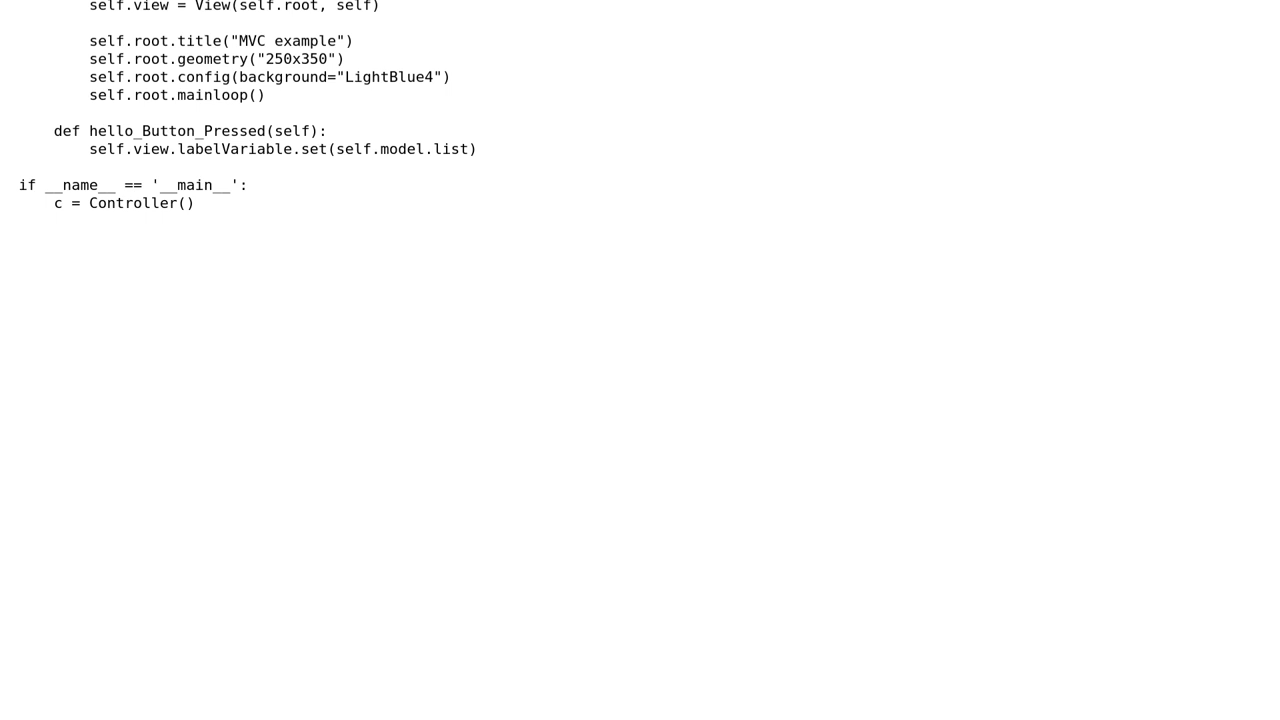 self.view = View(self.root, self)

        self.root.title("MVC example")
        self.root.geometry("250x350")
        self.root.config(background="LightBlue4")
        self.root.mainloop()

    def hello_Button_Pressed(self):
        self.view.labelVariable.set(self.model.list)

if __name__ == '__main__':
    c = Controller()